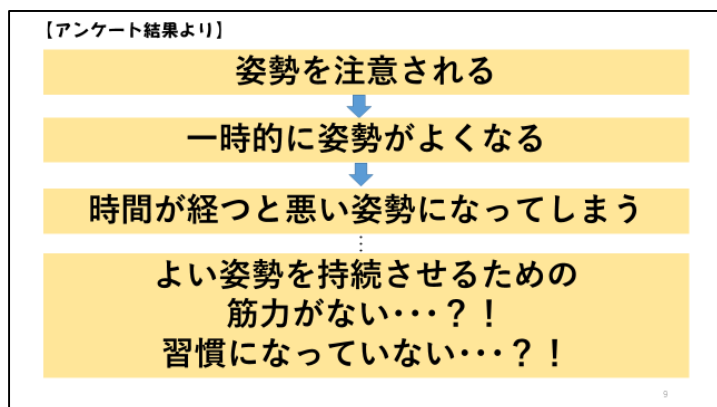 【アンケート結果より】
姿勢を注意される
一時的に姿勢がよくなる
時間が経つと悪い姿勢になってしまう
よい姿勢を持続させるための
筋力がない・・・？！
習慣になっていない・・・？！
9